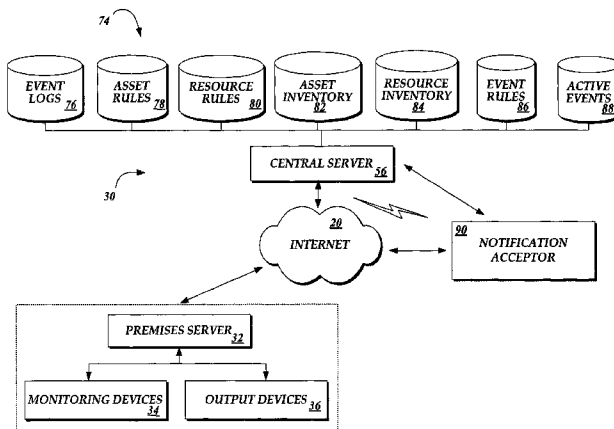 74
EVENT LOGS 76
ASSET RULES 78
RESOURCE RULES 80
ASSET INVENTORY 82
RESOURCE INVENTORY 84
EVENT RULES 86
ACTIVE EVENTS 88
30
CENTRAL SERVER 56
20
INTERNET
90
NOTIFICATION
ACCEPTOR
PREMISES SERVER 32
MONITORING DEVICES 34
OUTPUT DEVICES 36